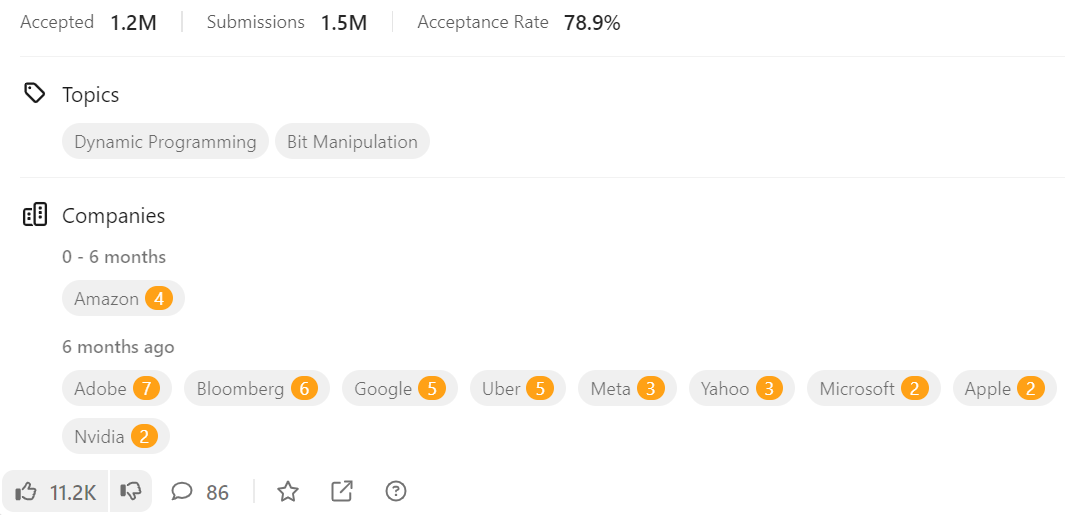 Accepted 1.2M Submissions 1.5M Acceptance Rate 78.9%
Topics
Dynamic Programming Bit Manipulation
Companies
0 - 6 months
Amazon 4
6 months ago
Adobe 7 Bloomberg 6 Google 5 Uber 5 Meta 3 Yahoo 3 Microsoft 2 Apple 2
Nvidia 2
11.2K 86